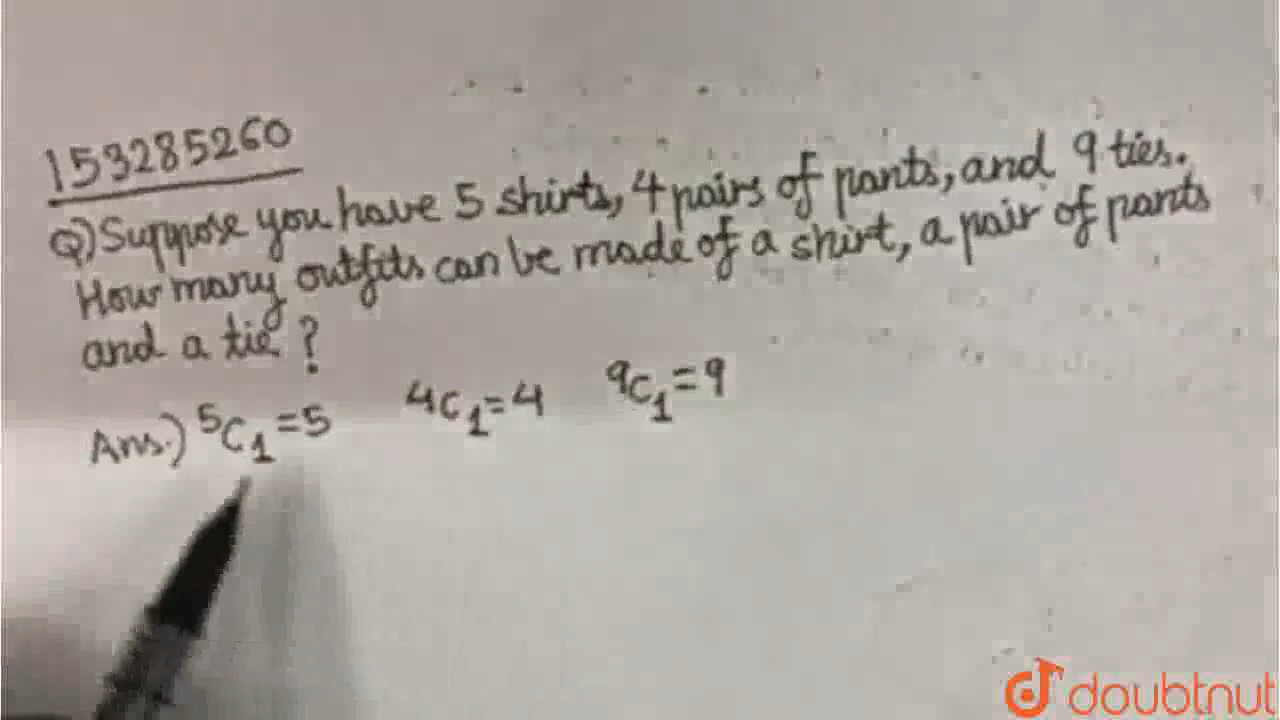 153285260
Q) Suppose you have 5 shirts, 4 pairs of pants, and 9 ties.
How many outfits can be made of a shirt, a pair of pants
and a tie ?
Ans.) ⁵C₁ = 5 ⁴C₁ = 4 ⁹C₁ = 9
doubtnut